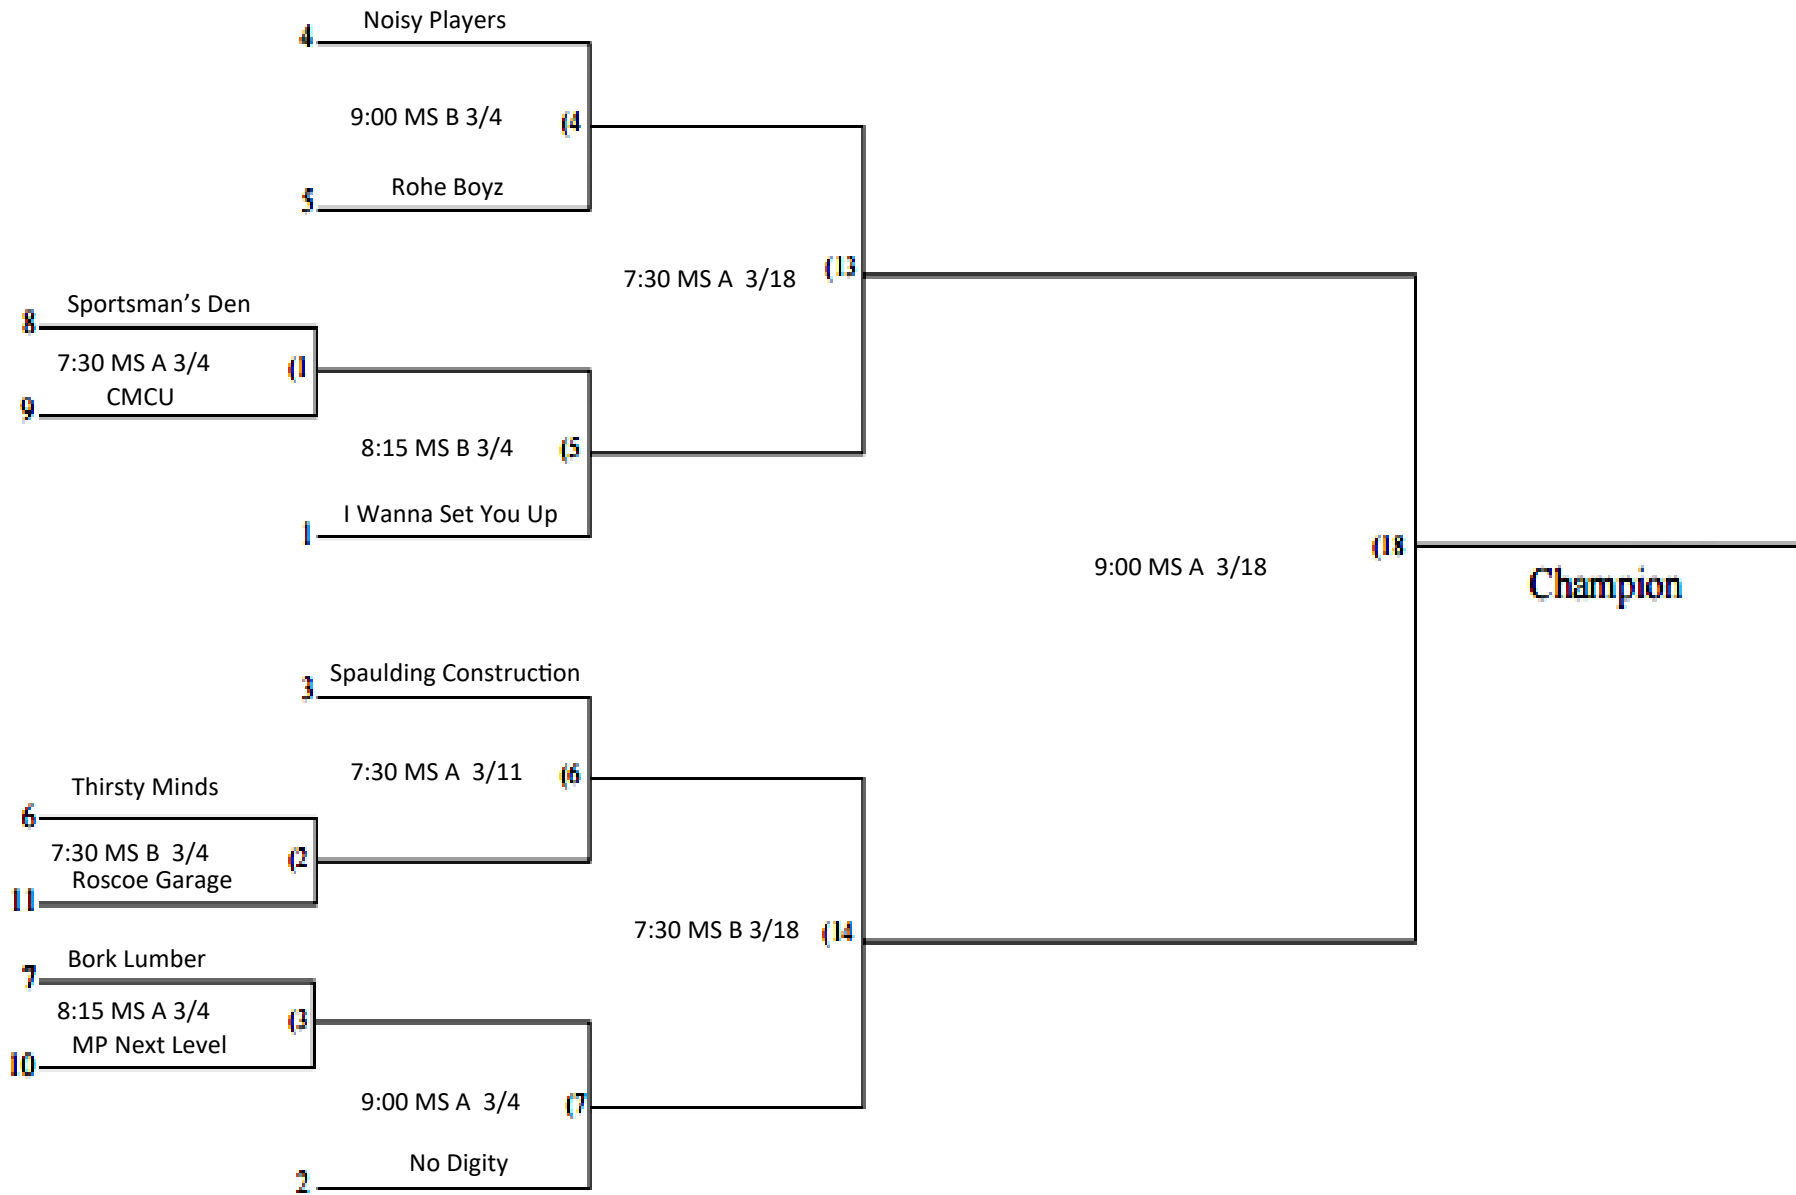 4 Noisy Players
9:00 MS B 3/4 (4
5 Rohe Boyz
7:30 MS A 3/18 (13
8 Sportsman’s Den
7:30 MS A 3/4 (1
9 CMCU
8:15 MS B 3/4 (5
1 I Wanna Set You Up
9:00 MS A 3/18 (18
Champion
3 Spaulding Construction
7:30 MS A 3/11 (6
6 Thirsty Minds
7:30 MS B 3/4 (2
11 Roscoe Garage
7:30 MS B 3/18 (14
7 Bork Lumber
8:15 MS A 3/4 (3
10 MP Next Level
9:00 MS A 3/4 (7
2 No Digity